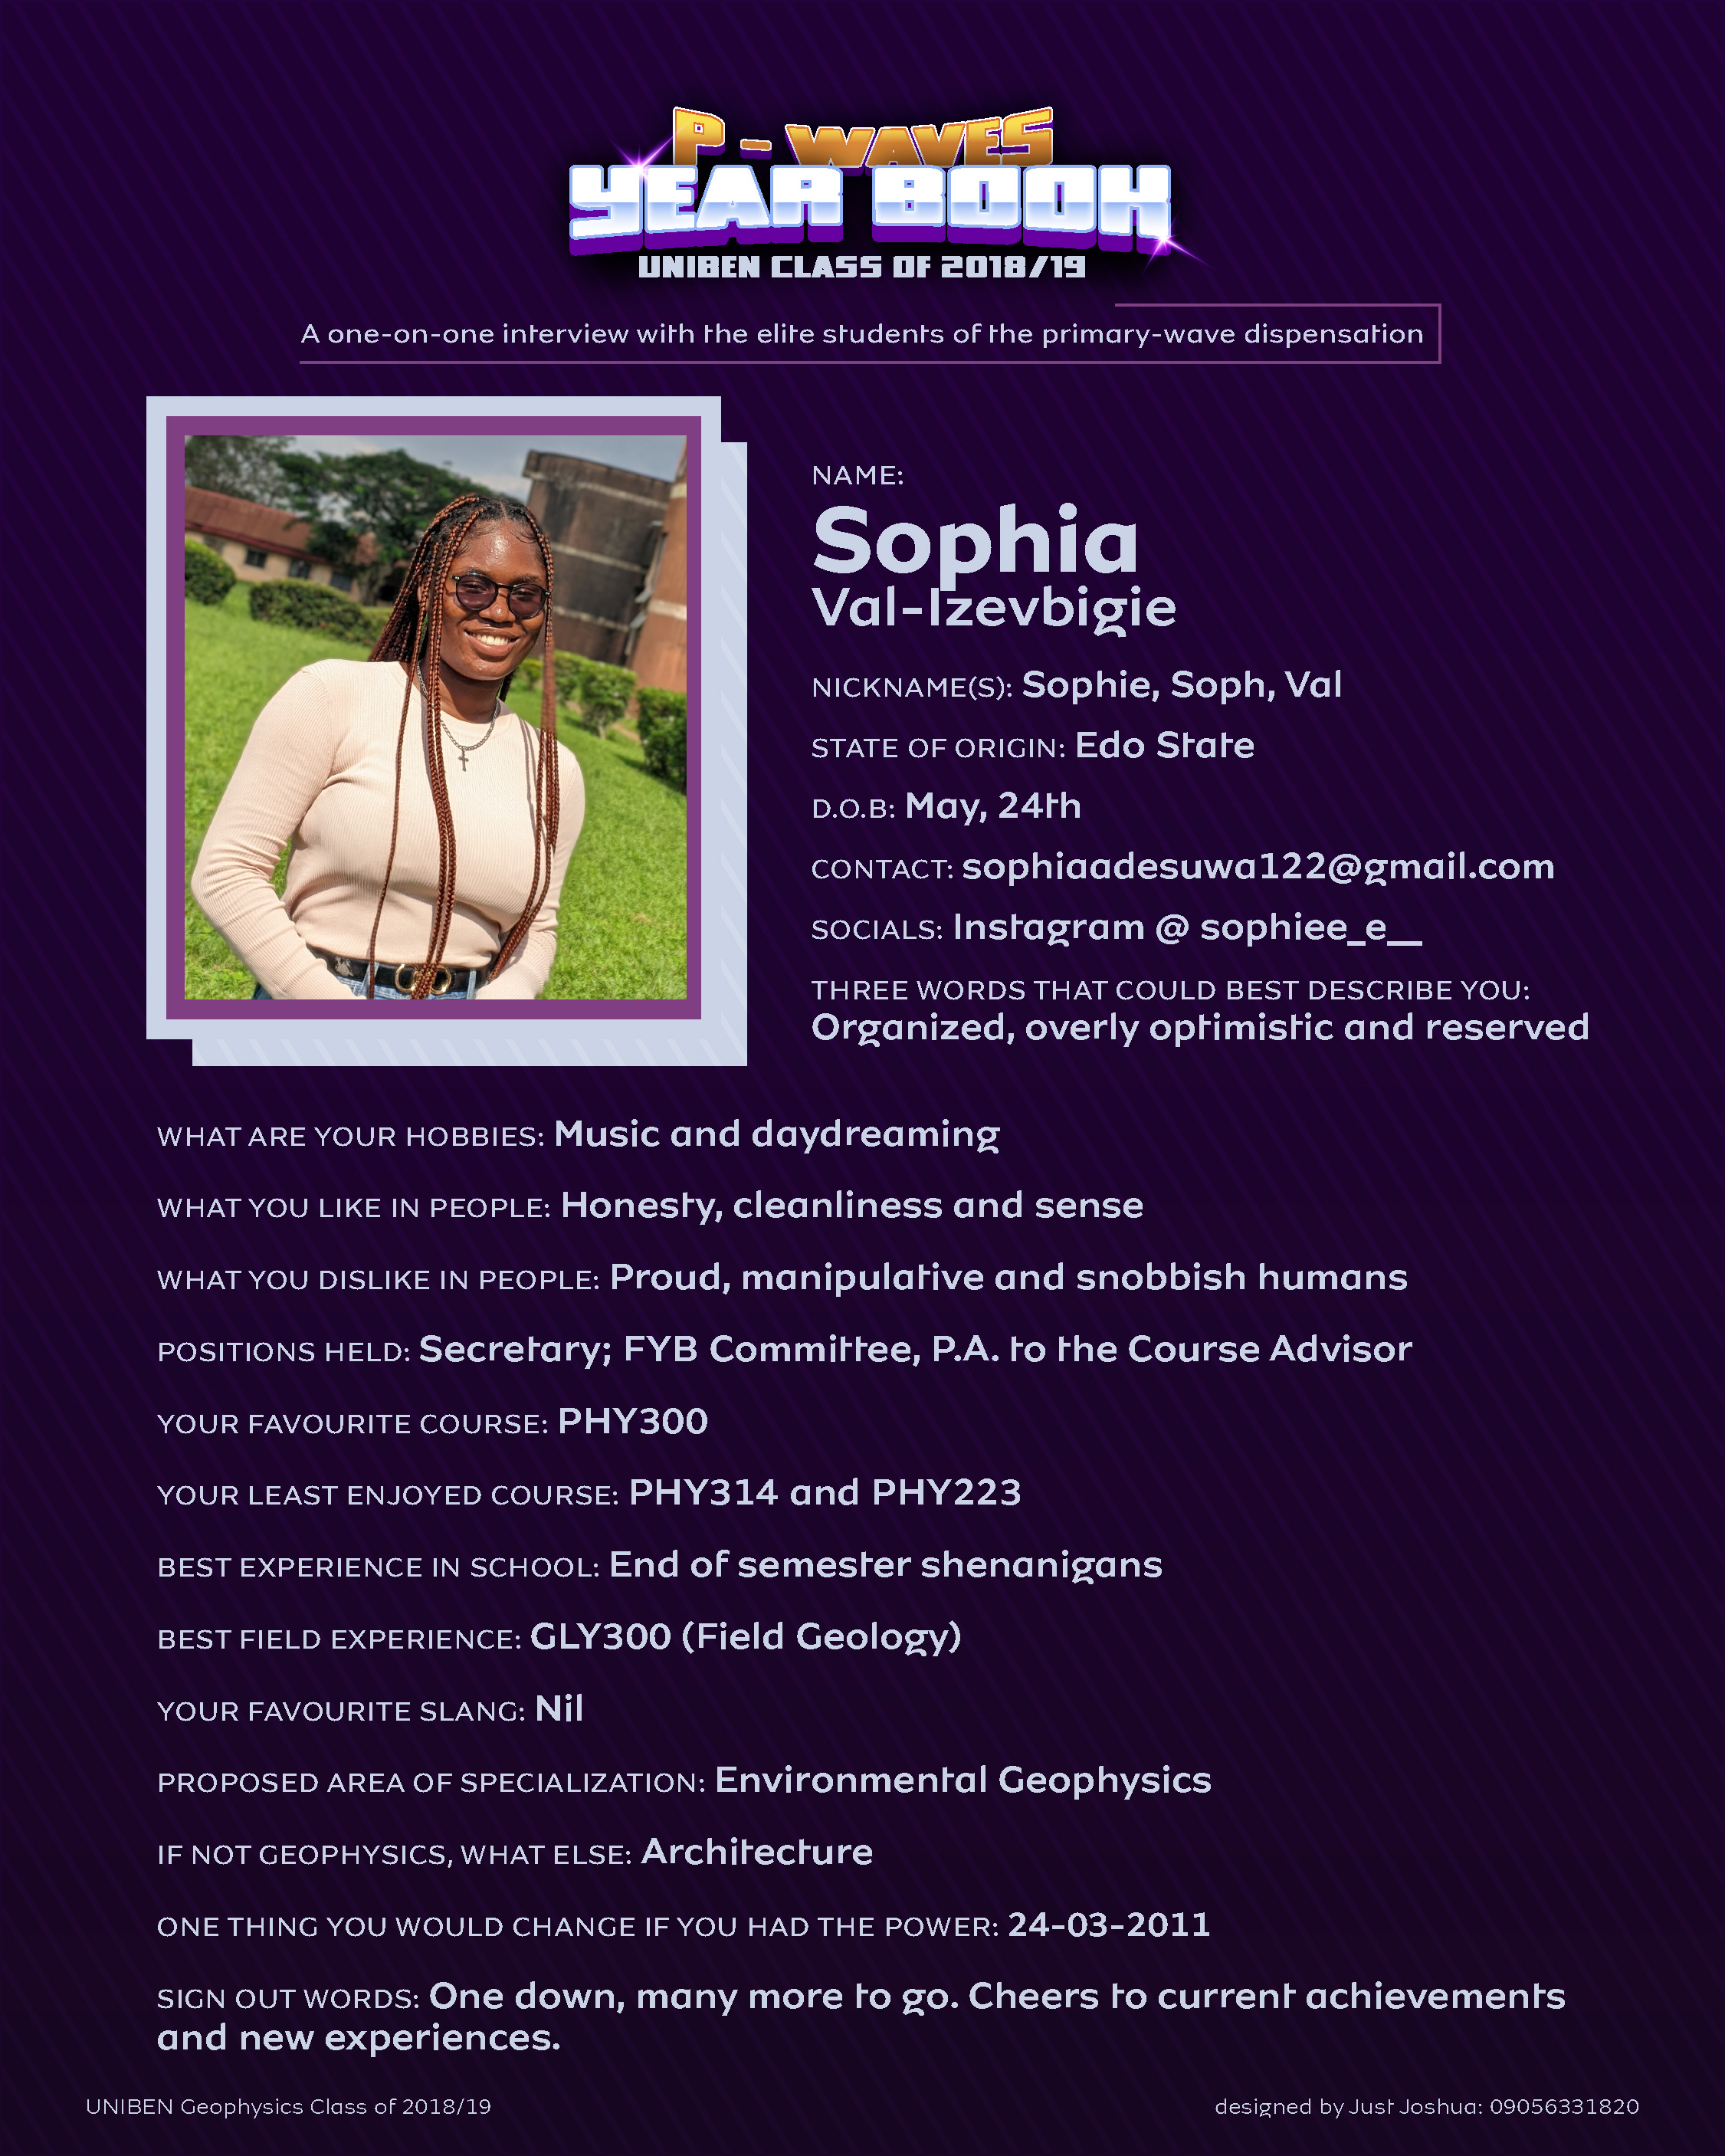 P - WAVES
YEAR BOOK
UNIBEN CLASS OF 2018/19
A one-on-one interview with the elite students of the primary-wave dispensation
NAME:
Sophia
Val-Izevbigie
NICKNAME(S): Sophie, Soph, Val
STATE OF ORIGIN: Edo State
D.O.B: May, 24th
CONTACT: sophiaadesuwa122@gmail.com
SOCIALS: Instagram @ sophiee_e__
THREE WORDS THAT COULD BEST DESCRIBE YOU:
Organized, overly optimistic and reserved
WHAT ARE YOUR HOBBIES: Music and daydreaming
WHAT YOU LIKE IN PEOPLE: Honesty, cleanliness and sense
WHAT YOU DISLIKE IN PEOPLE: Proud, manipulative and snobbish humans
POSITIONS HELD: Secretary; FYB Committee, P.A. to the Course Advisor
YOUR FAVOURITE COURSE: PHY300
YOUR LEAST ENJOYED COURSE: PHY314 and PHY223
BEST EXPERIENCE IN SCHOOL: End of semester shenanigans
BEST FIELD EXPERIENCE: GLY300 (Field Geology)
YOUR FAVOURITE SLANG: Nil
PROPOSED AREA OF SPECIALIZATION: Environmental Geophysics
IF NOT GEOPHYSICS, WHAT ELSE: Architecture
ONE THING YOU WOULD CHANGE IF YOU HAD THE POWER: 24-03-2011
SIGN OUT WORDS: One down, many more to go. Cheers to current achievements
and new experiences.
UNIBEN Geophysics Class of 2018/19
designed by Just Joshua: 09056331820